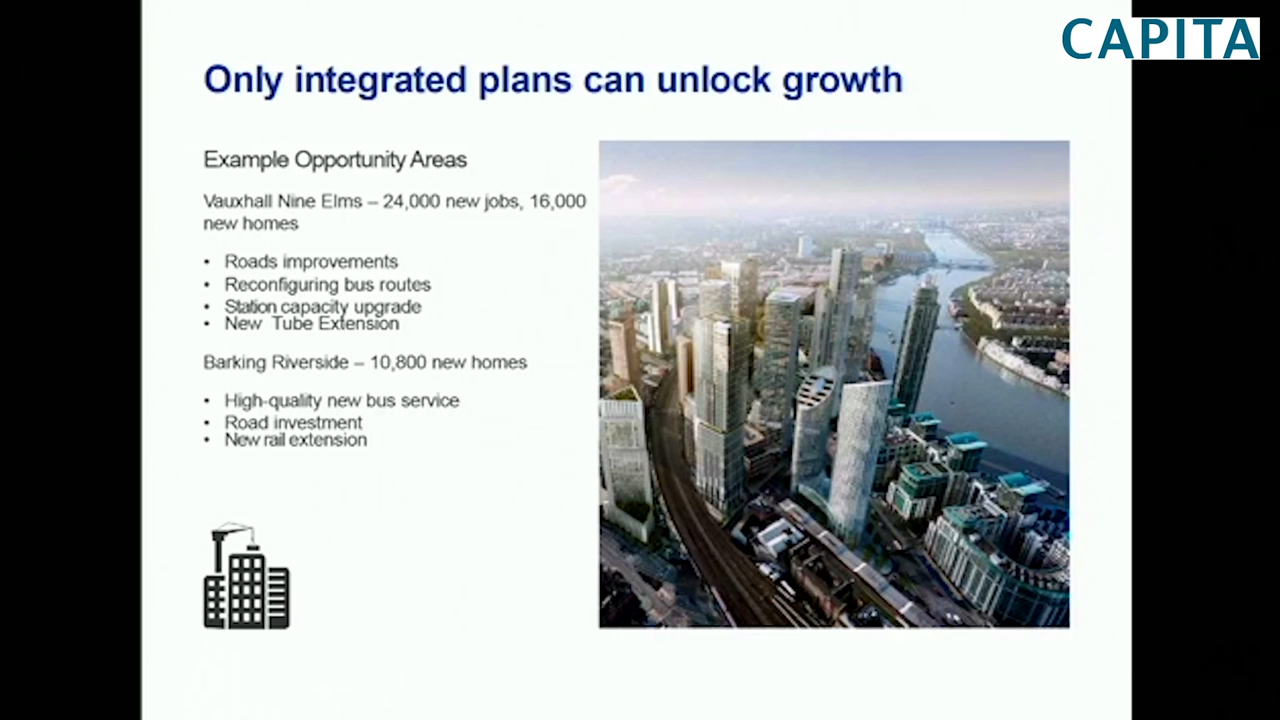 CAPITA
Only integrated plans can unlock growth
Example Opportunity Areas
Vauxhall Nine Elms – 24,000 new jobs, 16,000
new homes
• Roads improvements
• Reconfiguring bus routes
• Station capacity upgrade
• New Tube Extension
Barking Riverside – 10,800 new homes
• High-quality new bus service
• Road investment
• New rail extension